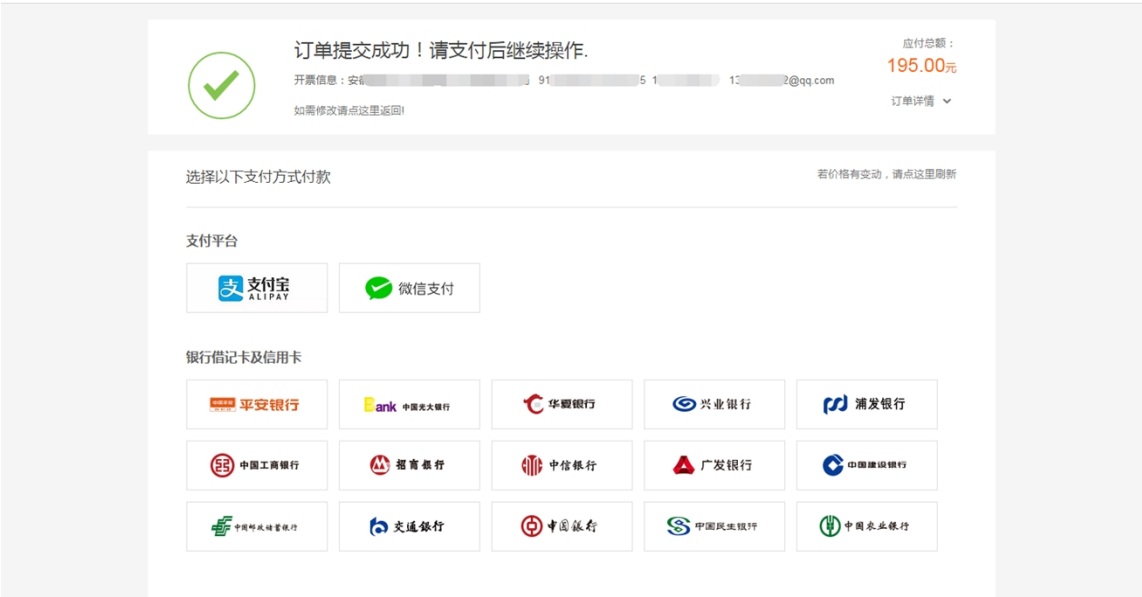 订单提交成功！请支付后继续操作.
应付总额：
195.00元
开票信息：安 91 5 1 13 2@qq.com
订单详情
如需修改请点这里返回!
选择以下支付方式付款
若价格有变动，请点这里刷新
支付平台
支付宝
ALIPAY
微信支付
银行借记卡及信用卡
平安银行
Bank 中国光大银行
华夏银行
兴业银行
浦发银行
中国工商银行
招商银行
中信银行
广发银行
中国建设银行
中国邮政储蓄银行
交通银行
中国银行
中国民生银行
中国农业银行